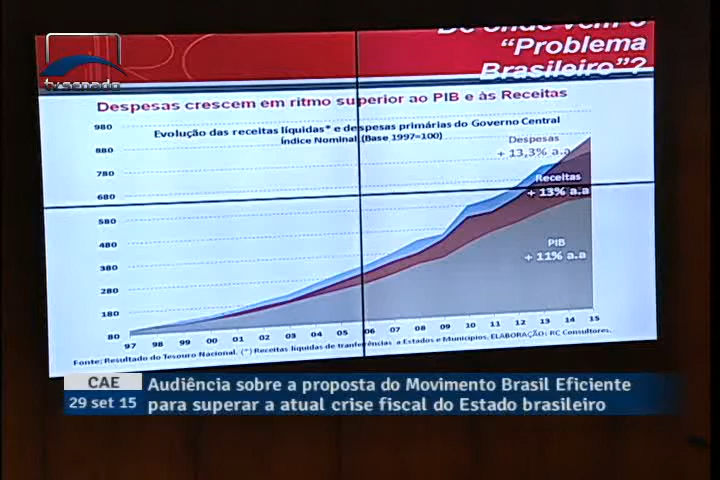 De onde vem o
“Problema
Brasileiro”?
tv senado
Despesas crescem em ritmo superior ao PIB e às Receitas
Evolução das receitas líquidas* e despesas primárias do Governo Central
Índice Nominal (Base 1997=100)
980
880
780
680
580
480
380
280
180
80
Despesas
+ 13,3% a.a
Receitas
+ 13% a.a
PIB
+ 11% a.a
97 98 99 00 01 02 03 04 05 06 07 08 09 10 11 12 13 14 15
Fonte: Resultado do Tesouro Nacional. (*) Receitas líquidas de tranferências a Estados e Municípios. ELABORAÇÃO: RC Consultores.
CAE
29 set 15
Audiência sobre a proposta do Movimento Brasil Eficiente
para superar a atual crise fiscal do Estado brasileiro